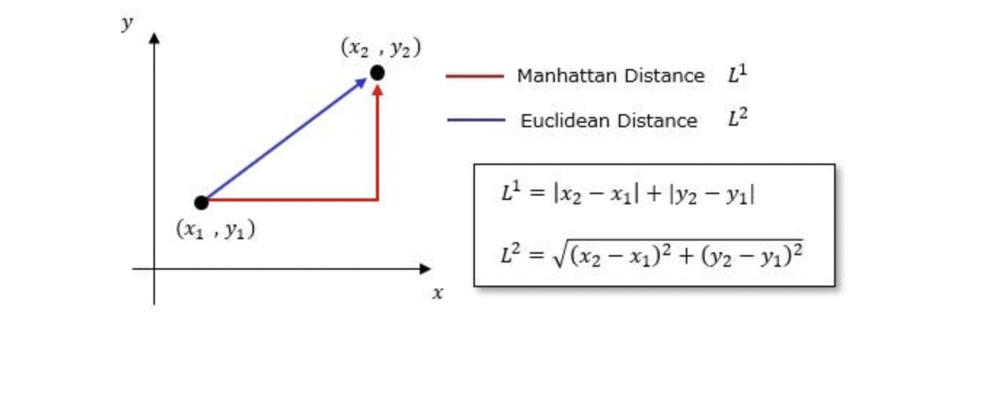 y
(x₂ , y₂)
Manhattan Distance L¹
Euclidean Distance L²
L¹ = |x₂ − x₁| + |y₂ − y₁|
(x₁ , y₁)
L² = √(x₂ − x₁)² + (y₂ − y₁)²
x